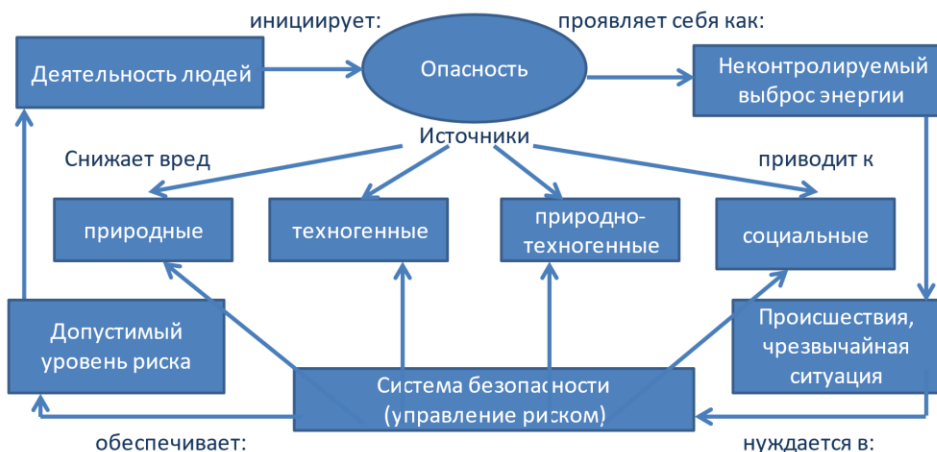 инициирует:
проявляет себя как:
Деятельность людей
Опасность
Неконтролируемый
выброс энергии
Источники
Снижает вред
приводит к
природные
техногенные
природно-
техногенные
социальные
Допустимый
уровень риска
Происшествия,
чрезвычайная
ситуация
Система безопасности
(управление риском)
обеспечивает:
нуждается в: